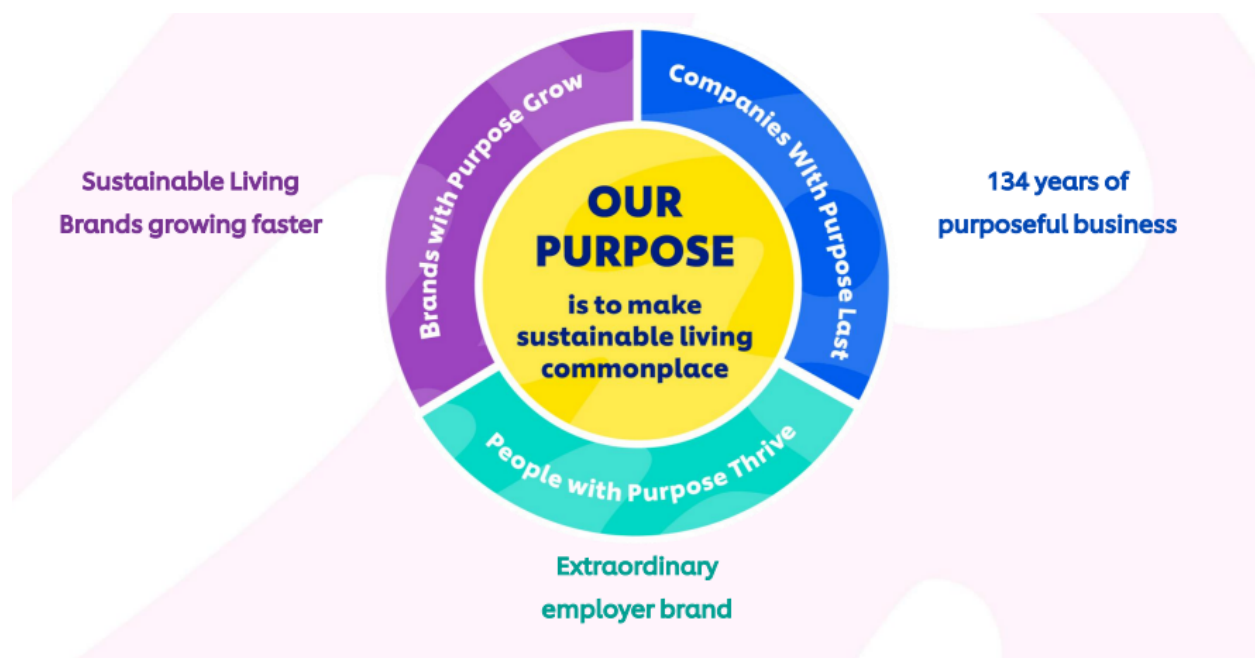 Brands with Purpose Grow
Companies WIth Purpose Last
Sustainable Living
Brands growing faster
OUR
PURPOSE
is to make
sustainable living
commonplace
134 years of
purposeful business
People with Purpose Thrive
Extraordinary
employer brand